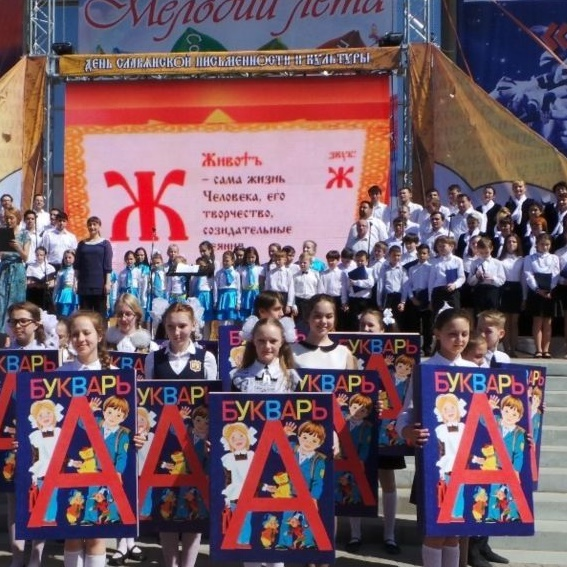 Мелодии лета
ДЕНЬ СЛАВЯНСКОЙ ПИСЬМЕННОСТИ И КУЛЬТУРЫ
Ж
Животъ
– сама жизнь
Человека, его
творчество,
созидательные
деяния
звук:
Ж
БУКВАРЬ
А
БУКВАРЬ
А
БУКВАРЬ
А
БУКВАРЬ
А
БУКВАРЬ
А